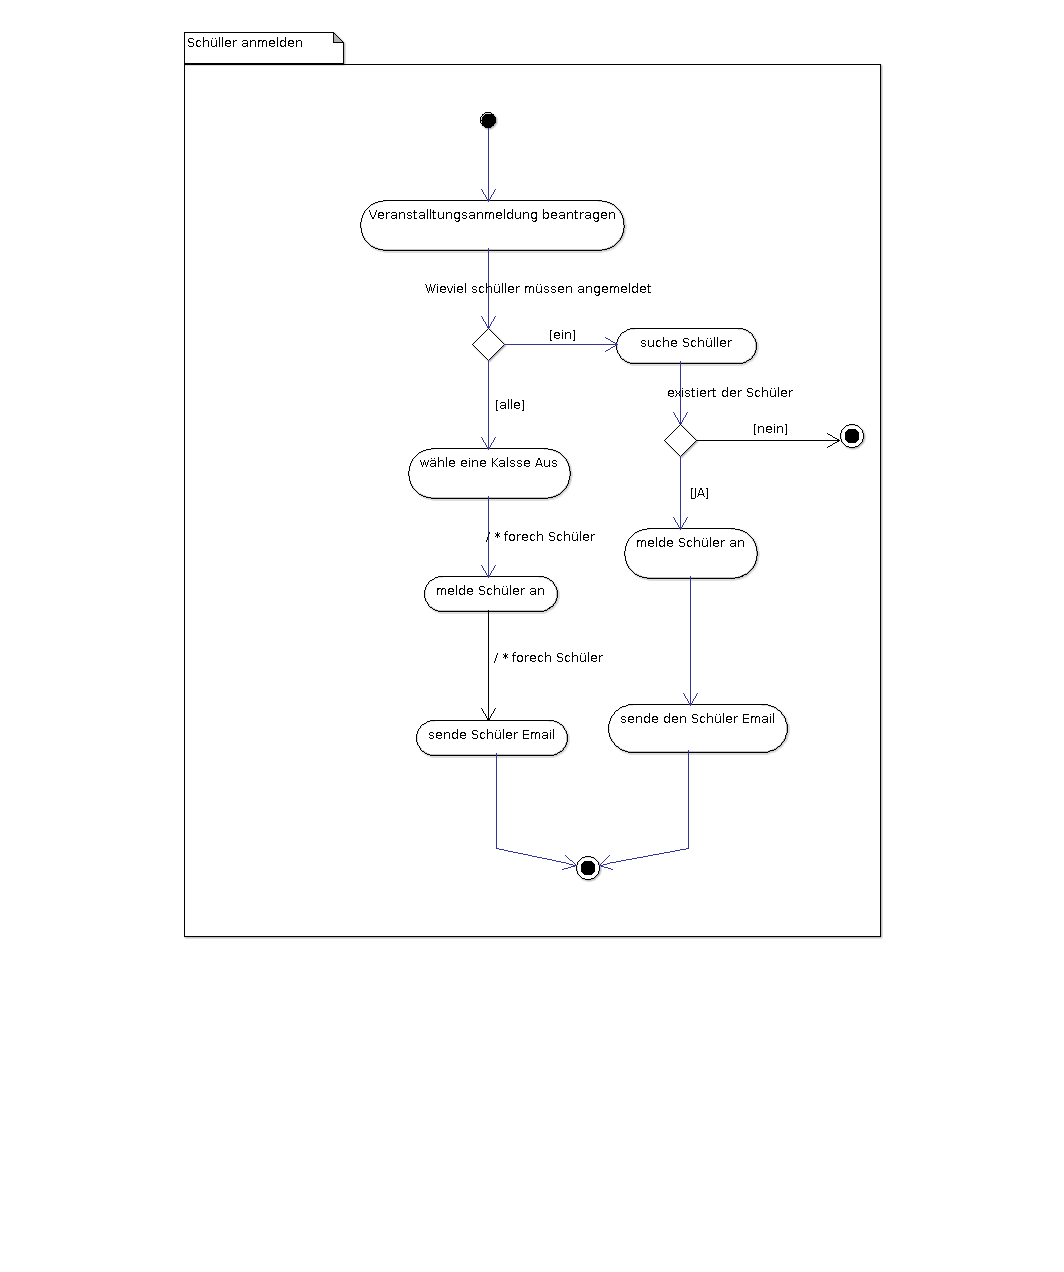 Schüller anmelden
Veranstalltungsanmeldung beantragen
Wieviel schüller müssen angemeldet
[ein]
suche Schüller
existiert der Schüler
[alle]
[nein]
wähle eine Kalsse Aus
[JA]
/ * forech Schüler
melde Schüler an
melde Schüler an
/ * forech Schüler
sende den Schüler Email
sende Schüler Email